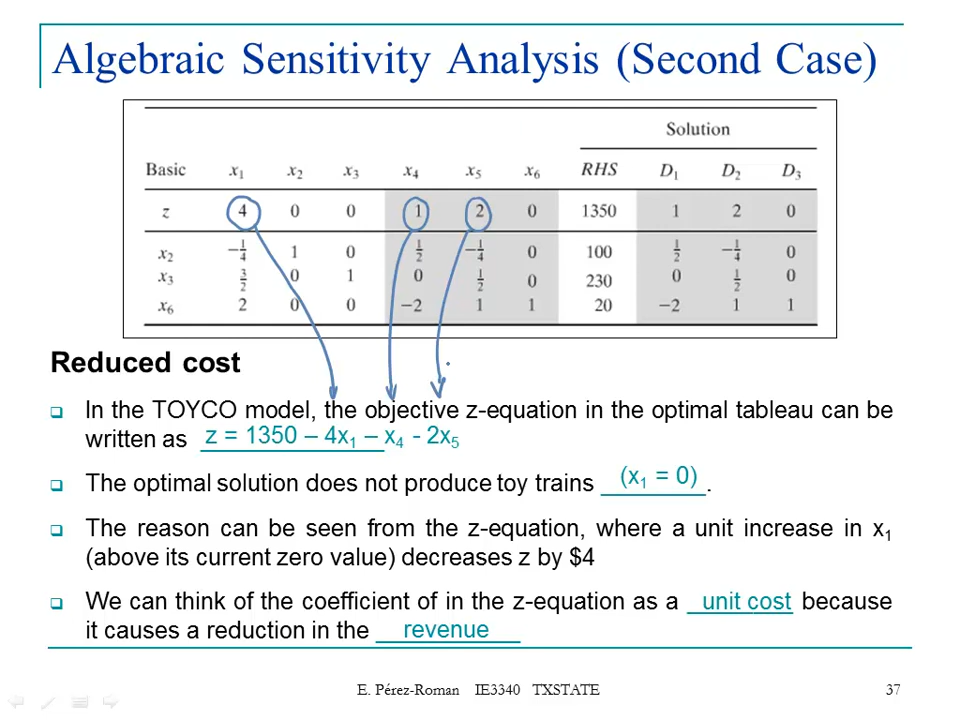 Algebraic Sensitivity Analysis (Second Case)
Solution
Basic x₁ x₂ x₃ x₄ x₅ x₆ RHS D₁ D₂ D₃
z 4 0 0 1 2 0 1350 1 2 0
x₂ −1/4 1 0 1/2 −1/4 0 100 1/2 −1/4 0
x₃ 3/2 0 1 0 1/2 0 230 0 1/2 0
x₆ 2 0 0 −2 1 1 20 −2 1 1
Reduced cost
In the TOYCO model, the objective z-equation in the optimal tableau can be
written as z = 1350 – 4x₁ – x₄ - 2x₅
The optimal solution does not produce toy trains (x₁ = 0).
The reason can be seen from the z-equation, where a unit increase in x₁
(above its current zero value) decreases z by $4
We can think of the coefficient of in the z-equation as a unit cost because
it causes a reduction in the revenue
E. Pérez-Roman IE3340 TXSTATE 37